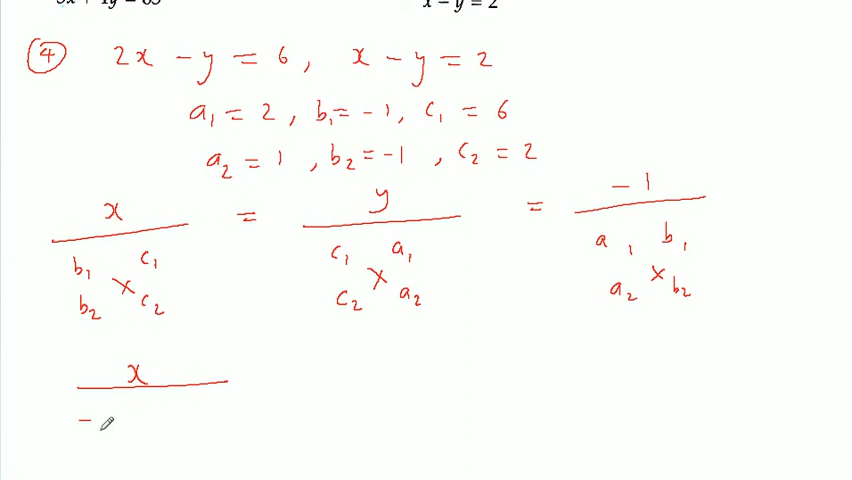 x - y = 2
④ 2x - y = 6, x - y = 2
a₁ = 2, b₁ = -1, c₁ = 6
a₂ = 1, b₂ = -1, c₂ = 2
x = y = -1
b₁ c₁ c₁ a₁ a₁ b₁
b₂ × c₂ c₂ × a₂ a₂ × b₂
x
-